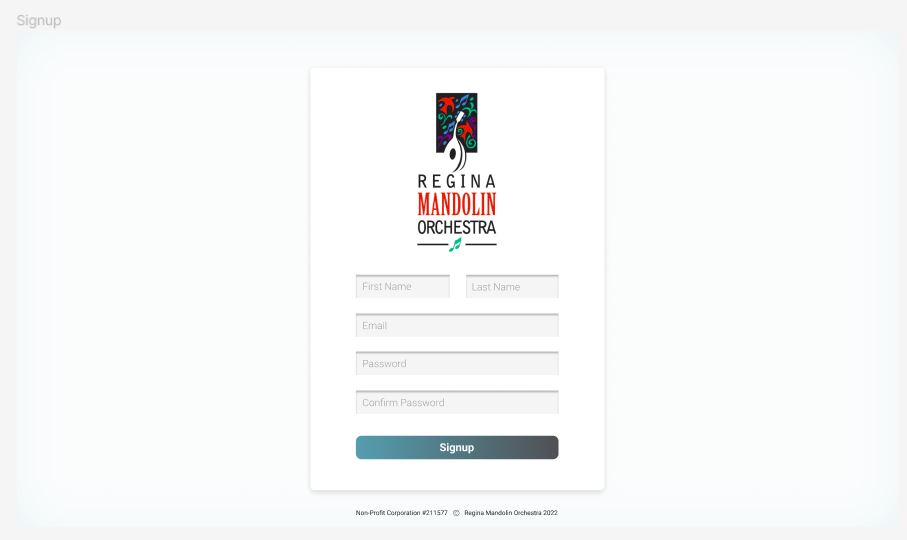 Signup
REGINA
MANDOLIN
ORCHESTRA
First Name Last Name
Email
Password
Confirm Password
Signup
Non-Profit Corporation #211577 © Regina Mandolin Orchestra 2022